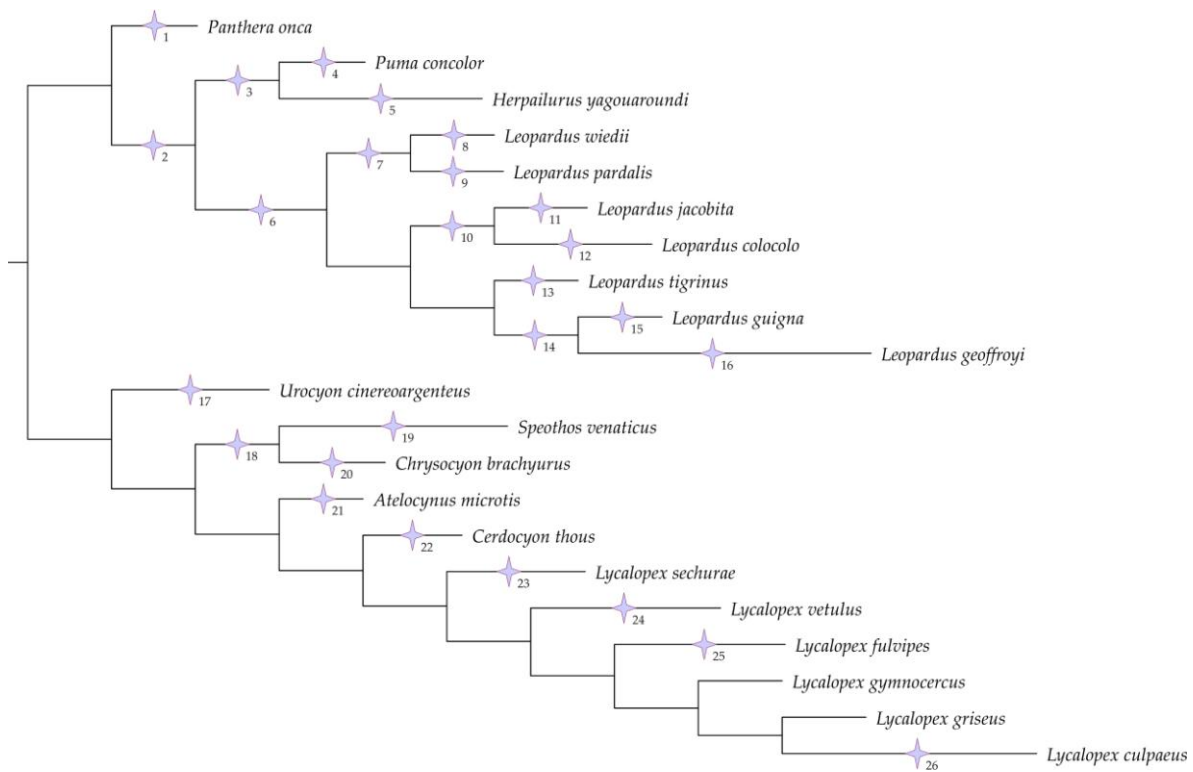 1 Panthera onca
4 Puma concolor
3
5 Herpailurus yagouaroundi
8 Leopardus wiedii
2 7
9 Leopardus pardalis
6 11 Leopardus jacobita
10
12 Leopardus colocolo
13 Leopardus tigrinus
15 Leopardus guigna
14
16 Leopardus geoffroyi
17 Urocyon cinereoargenteus
19 Speothos venaticus
18
20 Chrysocyon brachyurus
21 Atelocynus microtis
22 Cerdocyon thous
23 Lycalopex sechurae
24 Lycalopex vetulus
25 Lycalopex fulvipes
Lycalopex gymnocercus
Lycalopex griseus
26 Lycalopex culpaeus